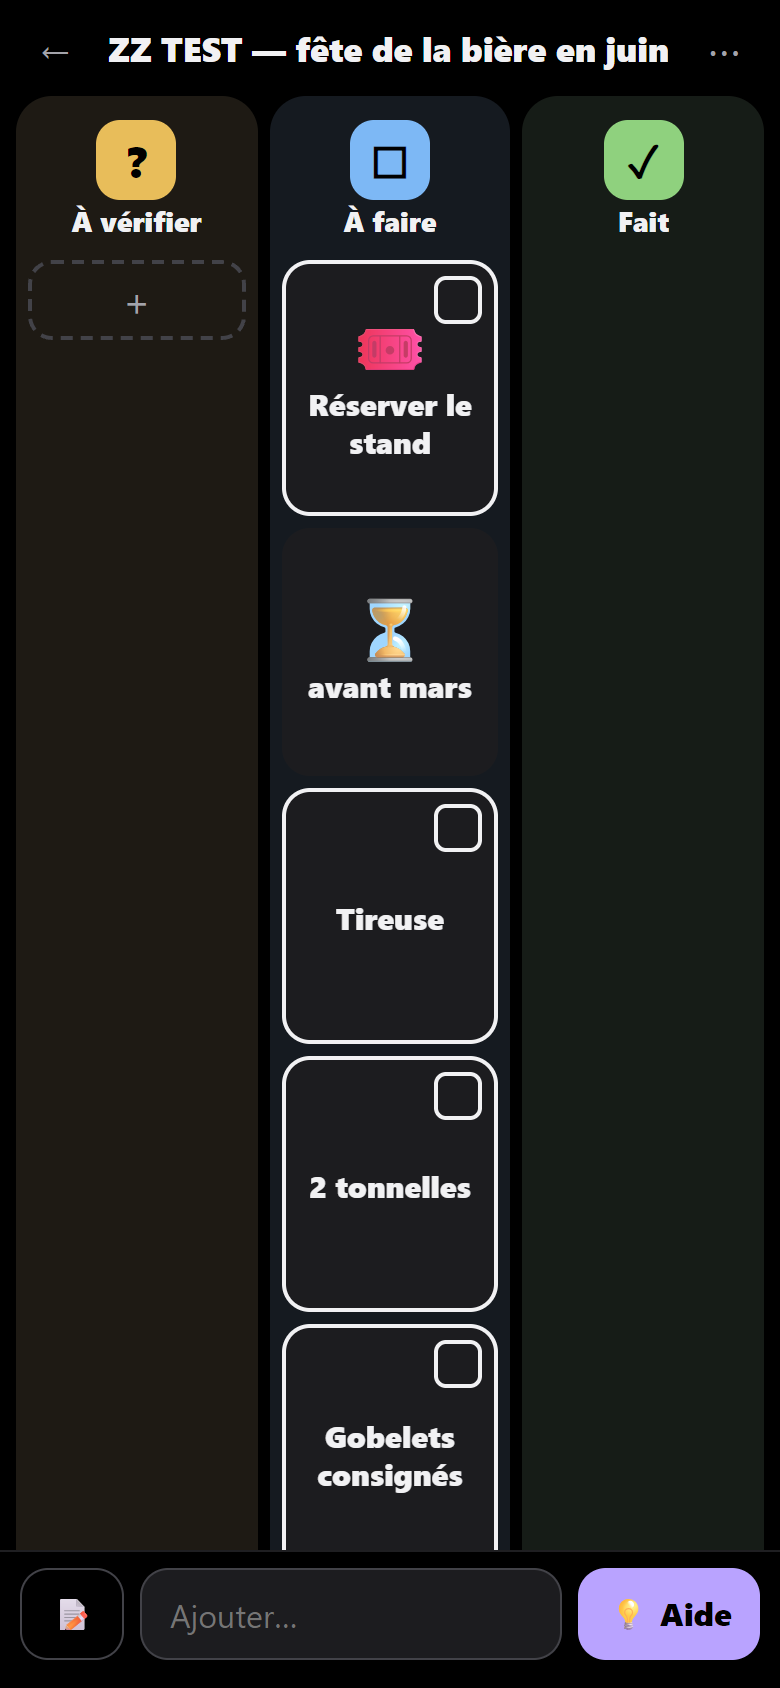 ZZ TEST — fête de la bière en juin
?
À vérifier
À faire
Fait
+
Réserver le
stand
avant mars
Tireuse
2 tonnelles
Gobelets
consignés
Ajouter...
Aide